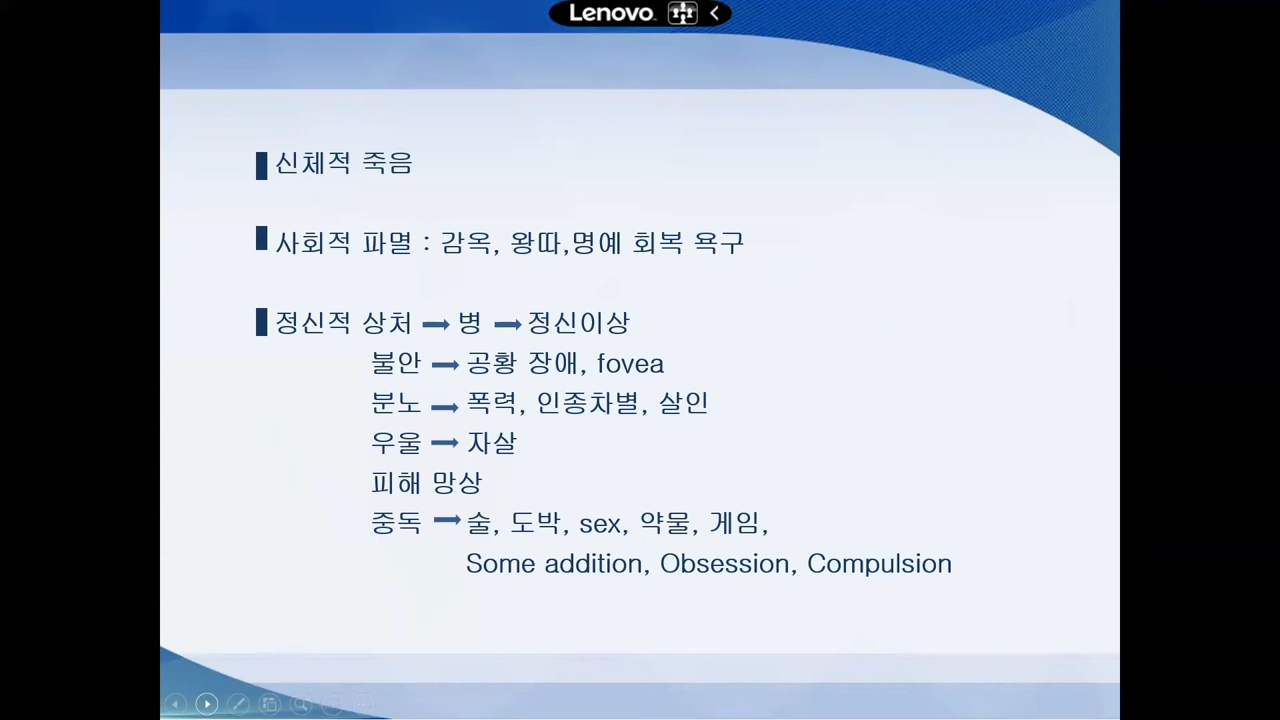 Lenovo
신체적 죽음
사회적 파멸 : 감옥, 왕따,명예 회복 욕구
정신적 상처 → 병 → 정신이상
불안 → 공황 장애, fovea
분노 → 폭력, 인종차별, 살인
우울 → 자살
피해 망상
중독 → 술, 도박, sex, 약물, 게임,
Some addition, Obsession, Compulsion